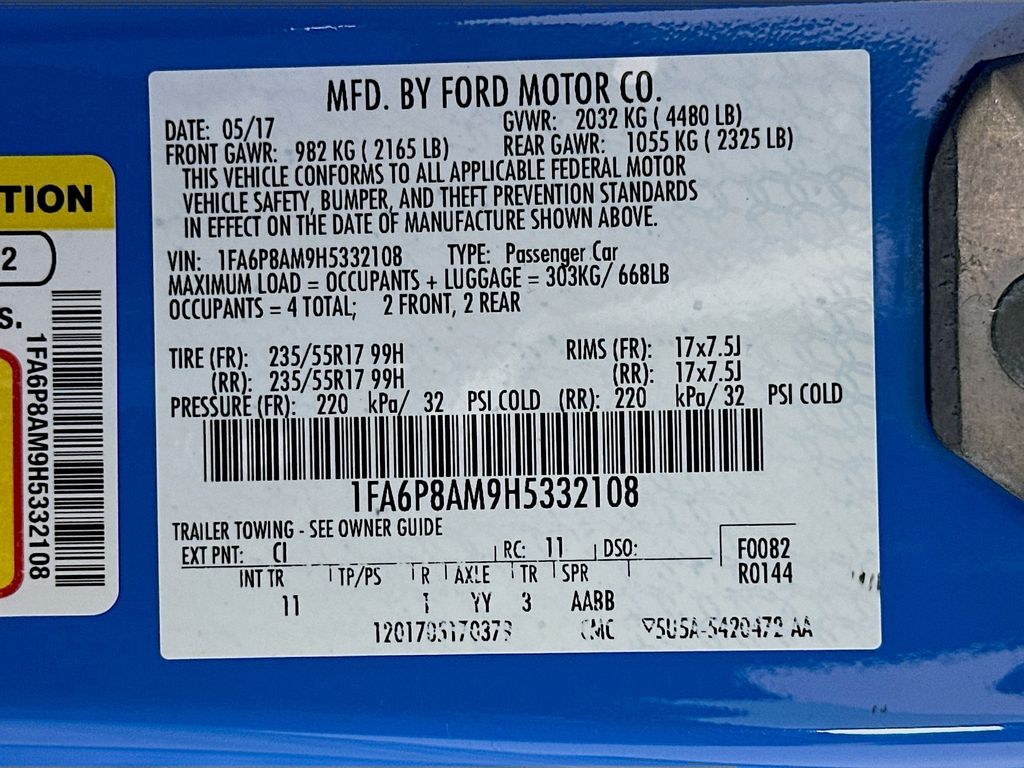 MFD. BY FORD MOTOR CO.
DATE: 05/17 GVWR: 2032 KG ( 4480 LB)
FRONT GAWR: 982 KG ( 2165 LB) REAR GAWR: 1055 KG ( 2325 LB)
THIS VEHICLE CONFORMS TO ALL APPLICABLE FEDERAL MOTOR
VEHICLE SAFETY, BUMPER, AND THEFT PREVENTION STANDARDS
IN EFFECT ON THE DATE OF MANUFACTURE SHOWN ABOVE.
VIN: 1FA6P8AM9H5332108 TYPE: Passenger Car
MAXIMUM LOAD = OCCUPANTS + LUGGAGE = 303KG/ 668LB
OCCUPANTS = 4 TOTAL; 2 FRONT, 2 REAR
TIRE (FR): 235/55R17 99H RIMS (FR): 17x7.5J
(RR): 235/55R17 99H (RR): 17x7.5J
PRESSURE (FR): 220 kPa/ 32 PSI COLD (RR): 220 kPa/ 32 PSI COLD
1FA6P8AM9H5332108
TRAILER TOWING - SEE OWNER GUIDE
EXT PNT: CI RC: 11 DSO: F0082
INT TR TP/PS R AXLE TR SPR R0144
11 I YY 3 AABB
1201705170373 CMC 5U5A-5420472-AA
TION
2
S.
1FA6P8AM9H5332108